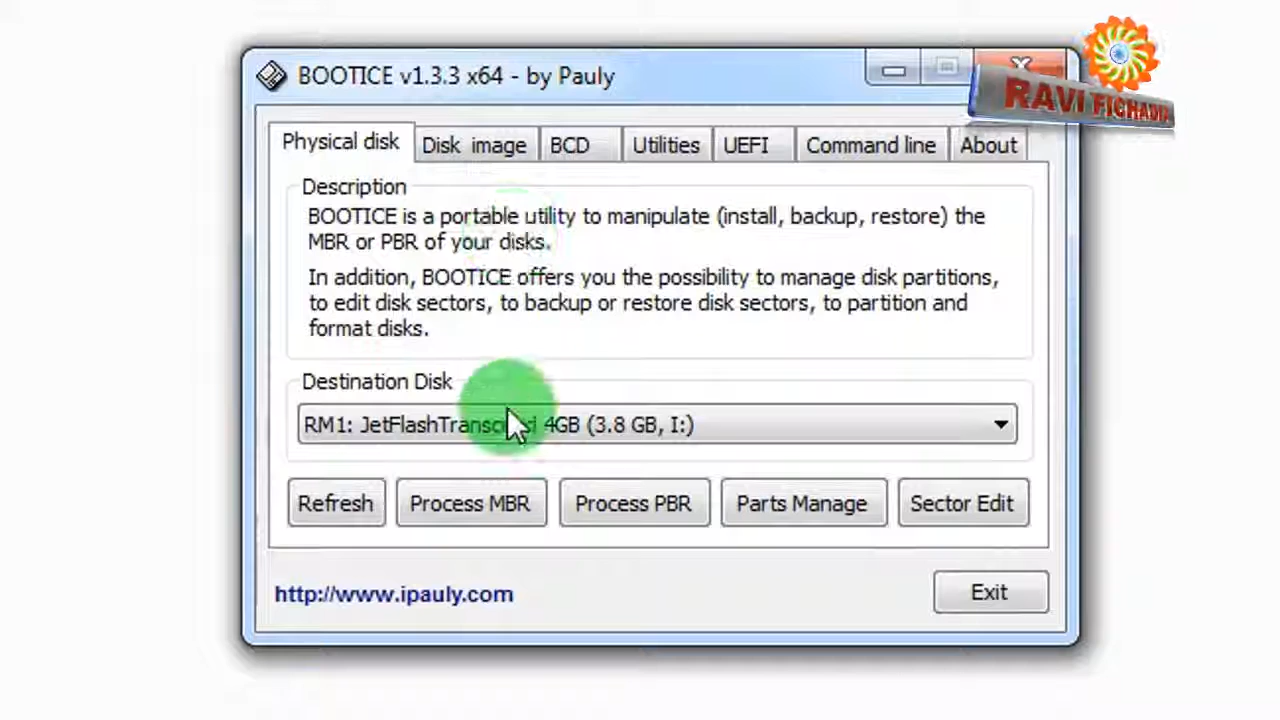 BOOTICE v1.3.3 x64 - by Pauly
RAVI FICHADIA
Physical disk
Disk image
BCD
Utilities
UEFI
Command line
About
Description
BOOTICE is a portable utility to manipulate (install, backup, restore) the
MBR or PBR of your disks.
In addition, BOOTICE offers you the possibility to manage disk partitions,
to edit disk sectors, to backup or restore disk sectors, to partition and
format disks.
Destination Disk
RM1: JetFlashTranscend 4GB (3.8 GB, I:)
Refresh
Process MBR
Process PBR
Parts Manage
Sector Edit
http://www.ipauly.com
Exit